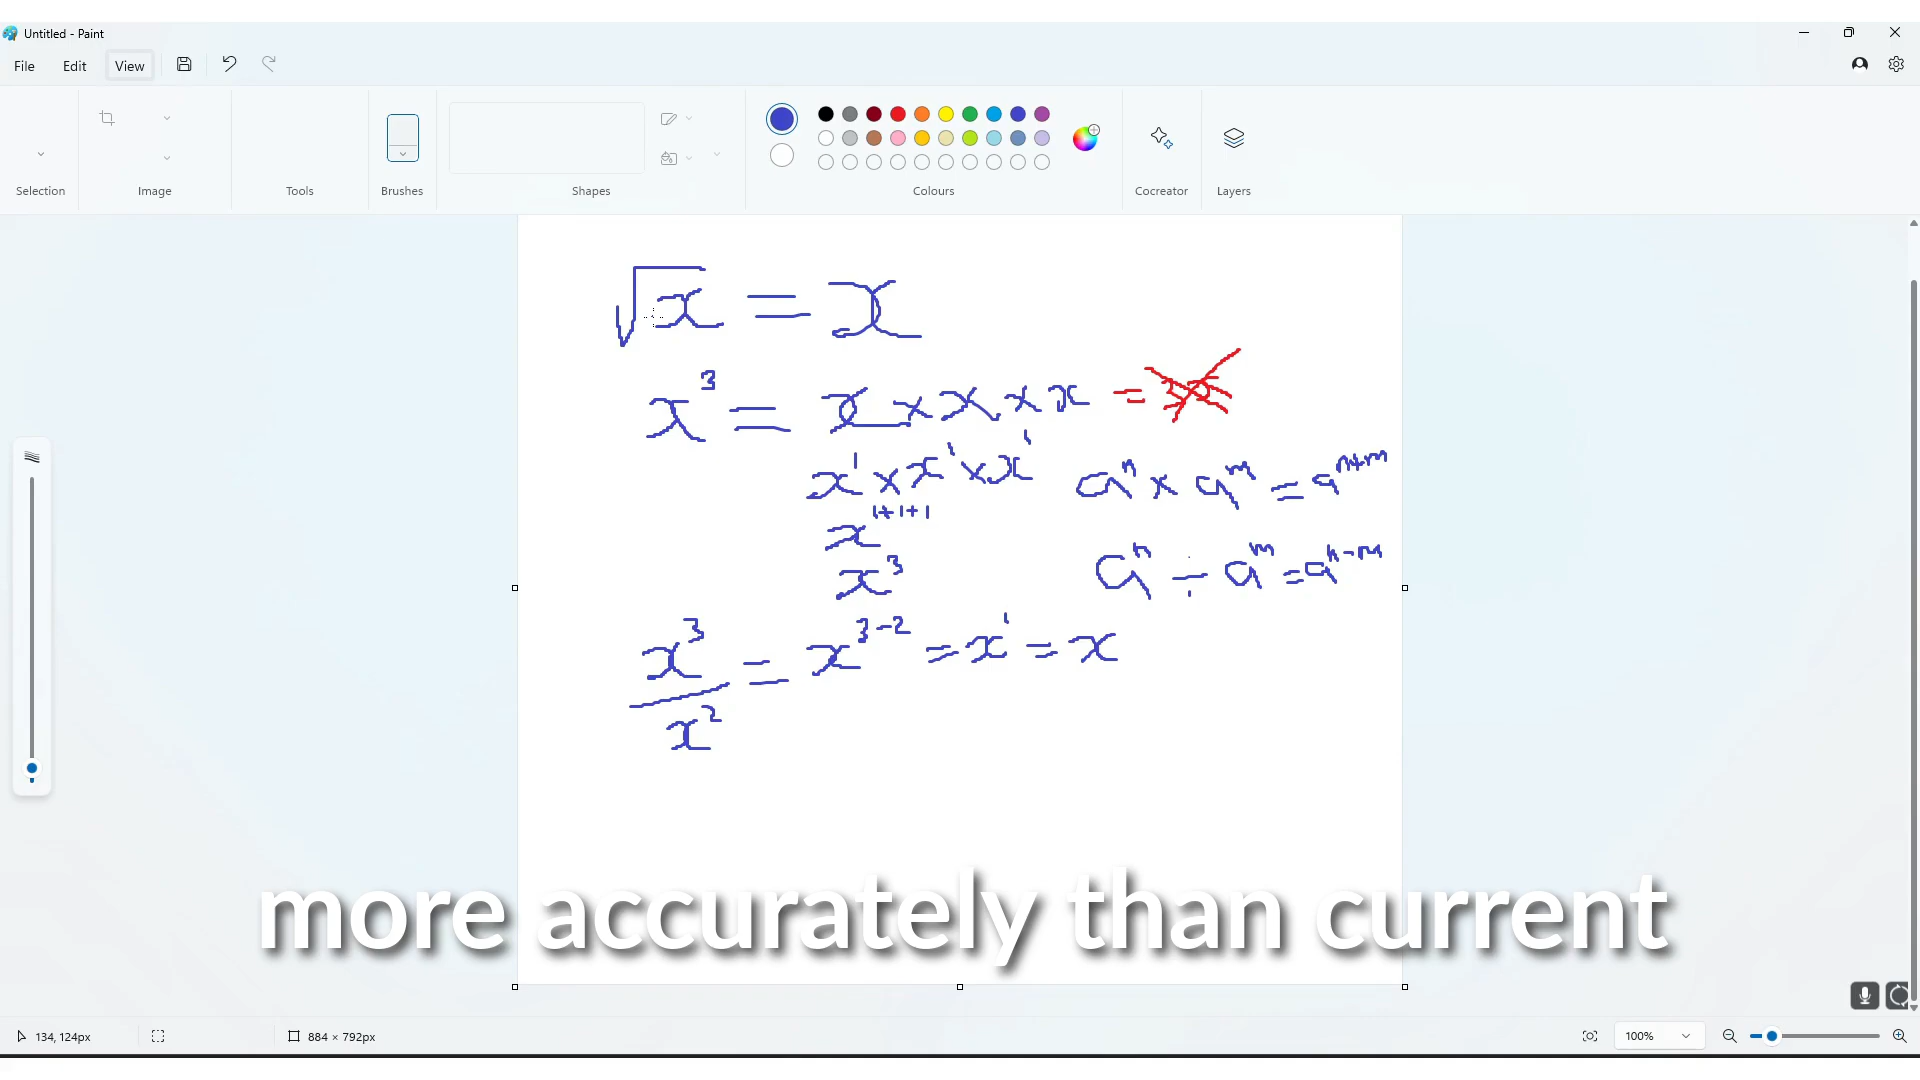 Untitled - Paint
File Edit View
Selection Image Tools Brushes Shapes Colours Cocreator Layers
√x = x
x³ = x × x × x =
x¹ × x¹ × x¹
aⁿ × aᵐ = aⁿ⁺ᵐ
x¹⁺¹⁺¹
x³
aⁿ ÷ aᵐ = aⁿ⁻ᵐ
x³/x² = x³⁻² = x¹ = x
more accurately than current
134, 124px 884 × 792px 100%